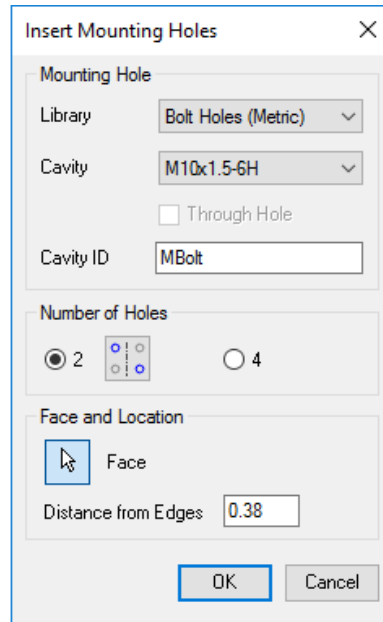 Insert Mounting Holes
Mounting Hole
Library Bolt Holes (Metric)
Cavity M10x1.5-6H
Through Hole
Cavity ID MBolt
Number of Holes
2 4
Face and Location
Face
Distance from Edges 0.38
OK Cancel